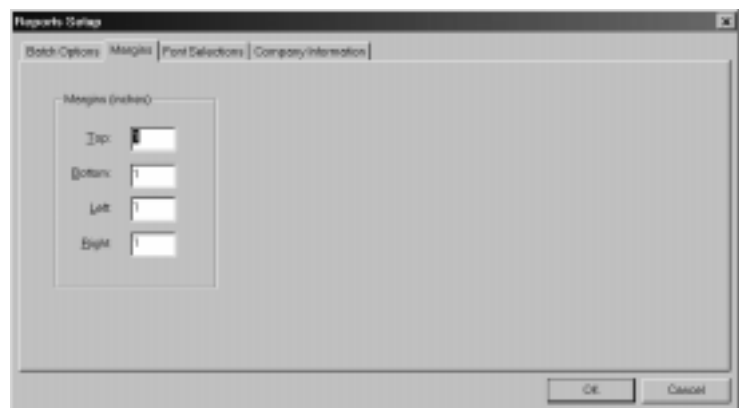 Reports Setup
Batch Options Margins Font Selections Company Information
Margins (inches)
Top: 1
Bottom: 1
Left: 1
Right: 1
OK Cancel